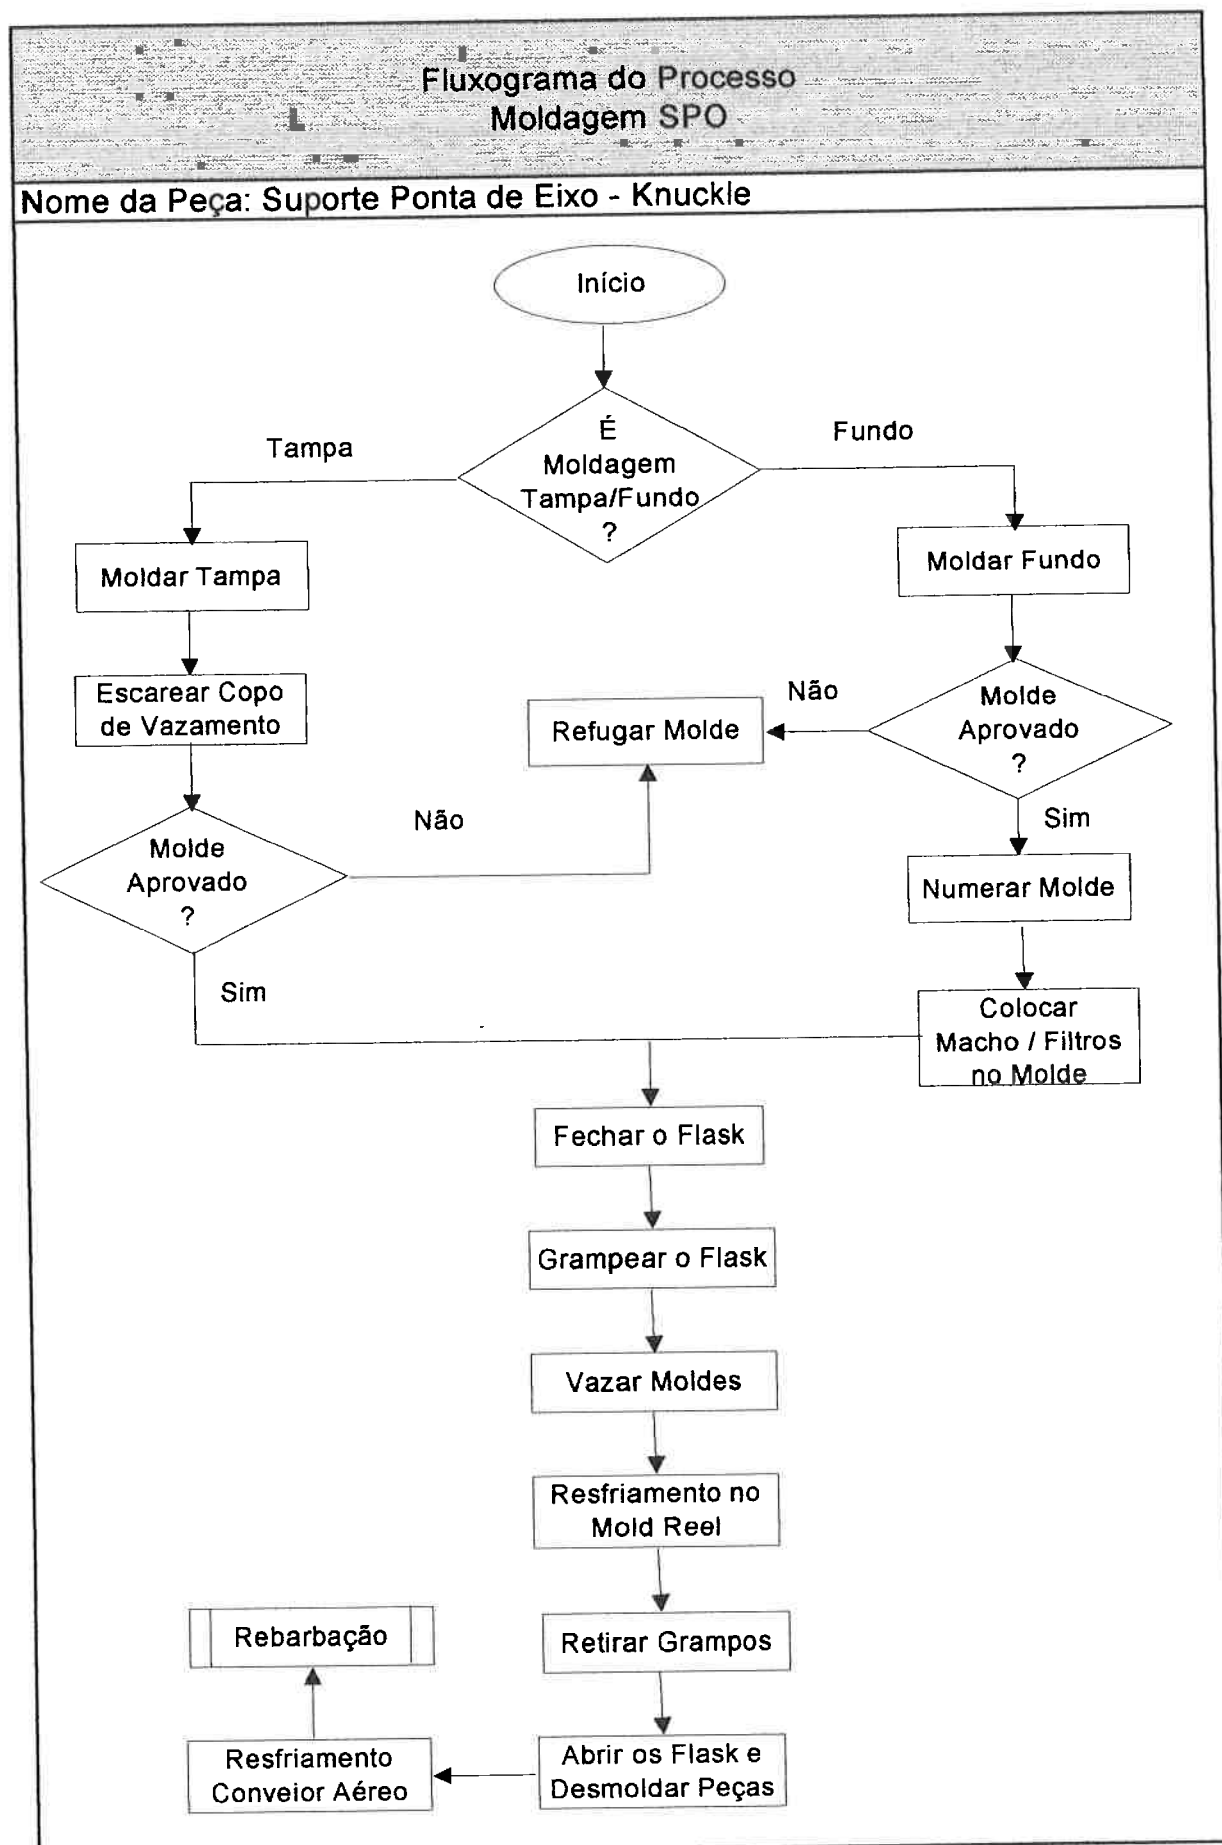 Fluxograma do Processo
Moldagem SPO
Nome da Peça: Suporte Ponta de Eixo - Knuckle
Início
É
Moldagem
Tampa/Fundo
?
Tampa
Fundo
Moldar Tampa
Moldar Fundo
Escarear Copo
de Vazamento
Refugar Molde
Não
Molde
Aprovado
?
Sim
Molde
Aprovado
?
Não
Sim
Numerar Molde
Colocar
Macho / Filtros
no Molde
Fechar o Flask
Grampear o Flask
Vazar Moldes
Resfriamento no
Mold Reel
Retirar Grampos
Abrir os Flask e
Desmoldar Peças
Resfriamento
Conveior Aéreo
Rebarbação